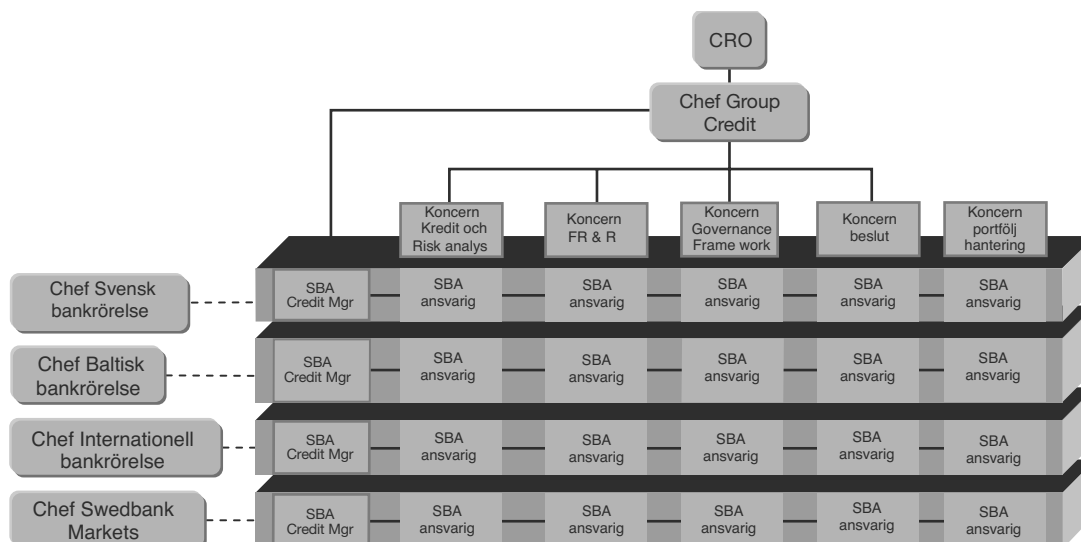 CRO
Chef Group
Credit
Koncern
Kredit och
Risk analys
Koncern
FR & R
Koncern
Governance
Frame work
Koncern
beslut
Koncern
portfölj
hantering
Chef Svensk
bankrörelse
SBA
Credit Mgr
SBA
ansvarig
SBA
ansvarig
SBA
ansvarig
SBA
ansvarig
SBA
ansvarig
Chef Baltisk
bankrörelse
SBA
Credit Mgr
SBA
ansvarig
SBA
ansvarig
SBA
ansvarig
SBA
ansvarig
SBA
ansvarig
Chef Internationell
bankrörelse
SBA
Credit Mgr
SBA
ansvarig
SBA
ansvarig
SBA
ansvarig
SBA
ansvarig
SBA
ansvarig
Chef Swedbank
Markets
SBA
Credit Mgr
SBA
ansvarig
SBA
ansvarig
SBA
ansvarig
SBA
ansvarig
SBA
ansvarig